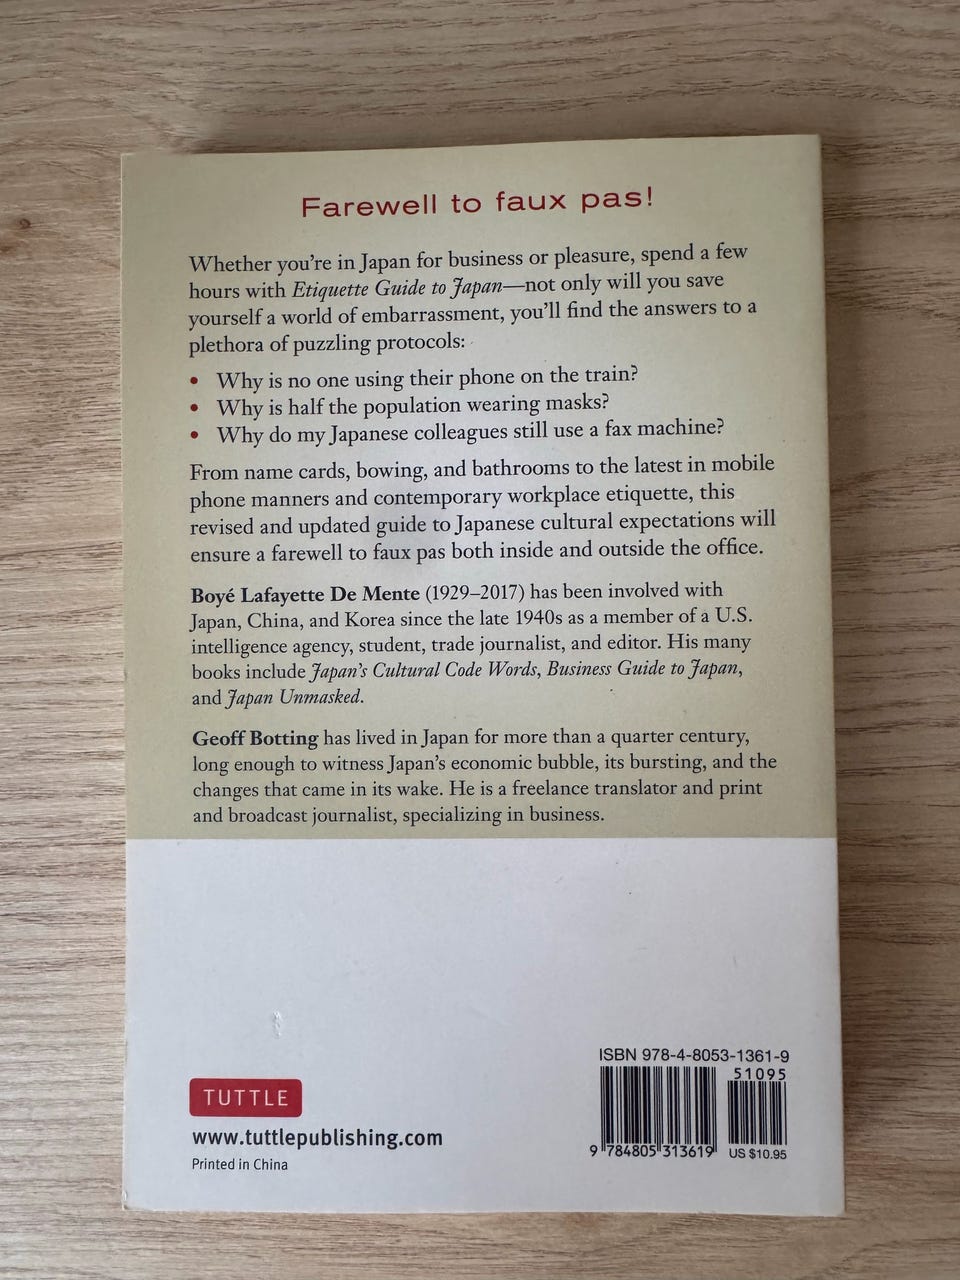 Farewell to faux pas!
Whether you're in Japan for business or pleasure, spend a few
hours with Etiquette Guide to Japan—not only will you save
yourself a world of embarrassment, you'll find the answers to a
plethora of puzzling protocols:
• Why is no one using their phone on the train?
• Why is half the population wearing masks?
• Why do my Japanese colleagues still use a fax machine?
From name cards, bowing, and bathrooms to the latest in mobile
phone manners and contemporary workplace etiquette, this
revised and updated guide to Japanese cultural expectations will
ensure a farewell to faux pas both inside and outside the office.
Boyé Lafayette De Mente (1929–2017) has been involved with
Japan, China, and Korea since the late 1940s as a member of a U.S.
intelligence agency, student, trade journalist, and editor. His many
books include Japan's Cultural Code Words, Business Guide to Japan,
and Japan Unmasked.
Geoff Botting has lived in Japan for more than a quarter century,
long enough to witness Japan's economic bubble, its bursting, and the
changes that came in its wake. He is a freelance translator and print
and broadcast journalist, specializing in business.
ISBN 978-4-8053-1361-9
51095
9 784805 313619
US $10.95
TUTTLE
www.tuttlepublishing.com
Printed in China